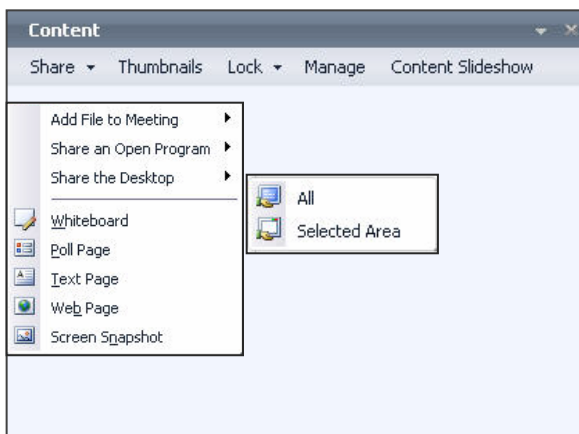 Content
Share Thumbnails Lock Manage Content Slideshow
Add File to Meeting
Share an Open Program
Share the Desktop
All
Selected Area
Whiteboard
Poll Page
Text Page
Web Page
Screen Snapshot